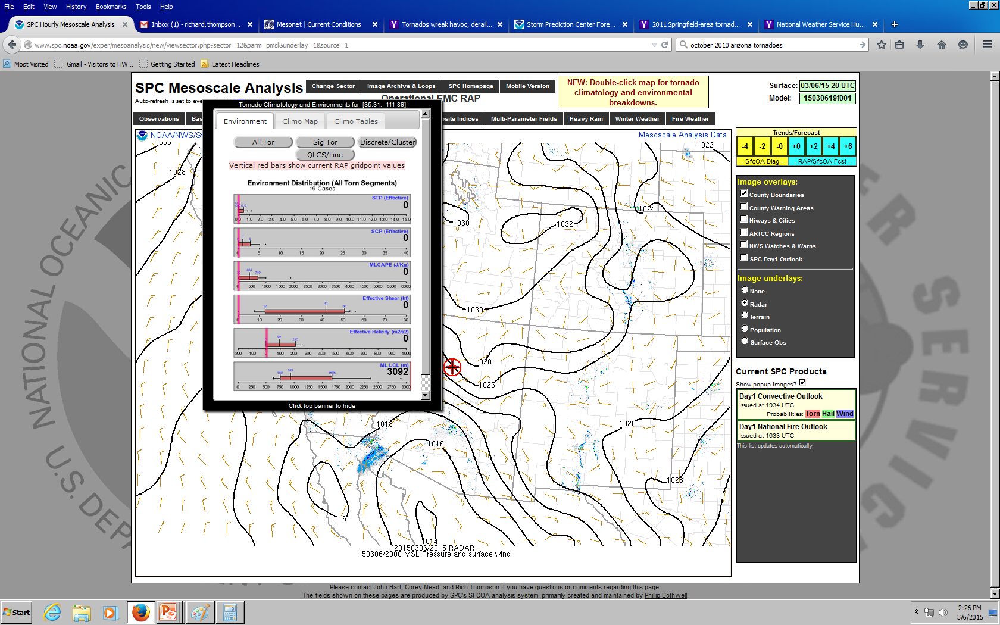 File Edit View History Bookmarks Tools Help
SPC Hourly Mesoscale Analysis
Inbox (1) - richard.thompson...
Mesonet | Current Conditions
Tornados wreak havoc, derail...
Storm Prediction Center Fore...
2011 Springfield-area tornad...
National Weather Service Hu...
www.spc.noaa.gov/exper/mesoanalysis/new/viewsector.php?sector=12&parm=pmsl&underlay=1&source=1
october 2010 arizona tornadoes
Most Visited
Gmail - Visitors to HW...
Getting Started
Latest Headlines
SPC Mesoscale Analysis
Change Sector
Image Archive & Loops
SPC Homepage
Mobile Version
NEW: Double-click map for tornado
climatology and environmental
breakdowns.
Surface: 03/06/15 20 UTC
Model: 15030619f001
Auto-refresh is set to eve
Operational EMC RAP
Observations
Bas
osite Indices
Multi-Parameter Fields
Heavy Rain
Winter Weather
Fire Weather
Tornado Climatology and Environments for: [35.31, -111.89]
Environment
Climo Map
Climo Tables
All Tor
Sig Tor
Discrete/Cluster
QLCS/Line
Vertical red bars show current RAP gridpoint values
Environment Distribution (All Torn Segments)
19 Cases
STP (Effective)
0
0.0 1.0 2.0 3.0 4.0 5.0 6.0 7.0 8.0 9.0 10.0 11.0 12.0 13.0 14.0 15.0
SCP (Effective)
0
0 5 10 15 20 25 30 35 40
MLCAPE (J/Kg)
0
404 710
0 500 1000 1500 2000 2500 3000 3500 4000 4500 5000 5500 6000
Effective Shear (kt)
0
12 41 50
0 10 20 30 40 50 60 70 80
Effective Helicity (m2/s2)
0
95 210
-200 -100 0 100 200 300 400 500 600 700 800 900 1000
ML LCL (m)
3092
752 933 1678
0 250 500 750 1000 1250 1500 1750 2000 2250 2500 2750 3000
Click top banner to hide
NOAA/NWS/St
Mesoscale Analysis Data
1030
1022
1028
1024
1030
1032
1030
1028
1026
1026
1018
1016
1028
1016
1014
20150306/2015 RADAR
150306/2000 MSL Pressure and surface wind
Trends/Forecast
-4 -2 -0 +0 +2 +4 +6
- SfcOA Diag - - RAP/SfcOA Fcst -
Image overlays:
County Boundaries
County Warning Areas
Hiways & Cities
ARTCC Regions
NWS Watches & Warns
SPC Day1 Outlook
Image underlays:
None
Radar
Terrain
Population
Surface Obs
Current SPC Products
Show popup images?
Day1 Convective Outlook
Issued at 1934 UTC
Probabilities: Torn Hail Wind
Day1 National Fire Outlook
Issued at 1633 UTC
This list updates automatically.
NATIONAL OCEANIC
U.S. DEP
ER SERVIC
Please contact John Hart, Corey Mead, and Rich Thompson if you have questions or comments regarding this page.
The fields shown on these pages are produced by SPC's SFCOA analysis system, primarily created and maintained by Phillip Bothwell.
Start
2:26 PM
3/6/2015